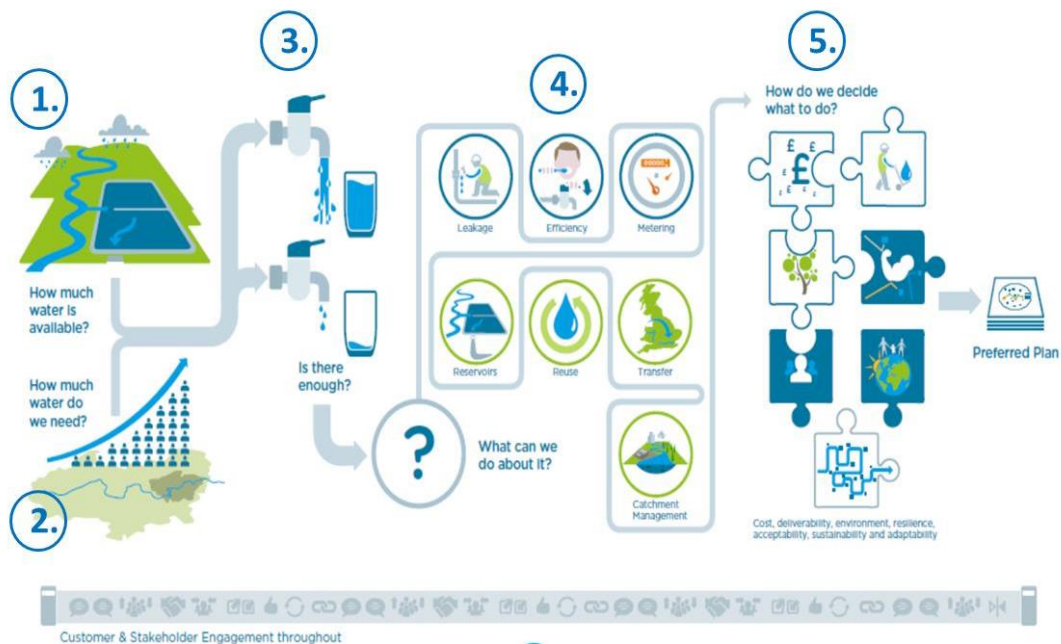 1.
How much
water is
available?
How much
water do
we need?
2.
3.
Is there
enough?
?
What can we
do about it?
4.
Leakage
Efficiency
Metering
Reservoirs
Reuse
Transfer
Catchment
Management
5.
How do we decide
what to do?
£ £ £ £ £ £
Cost, deliverability, environment, resilience,
acceptability, sustainability and adaptability
Preferred Plan
Customer & Stakeholder Engagement throughout